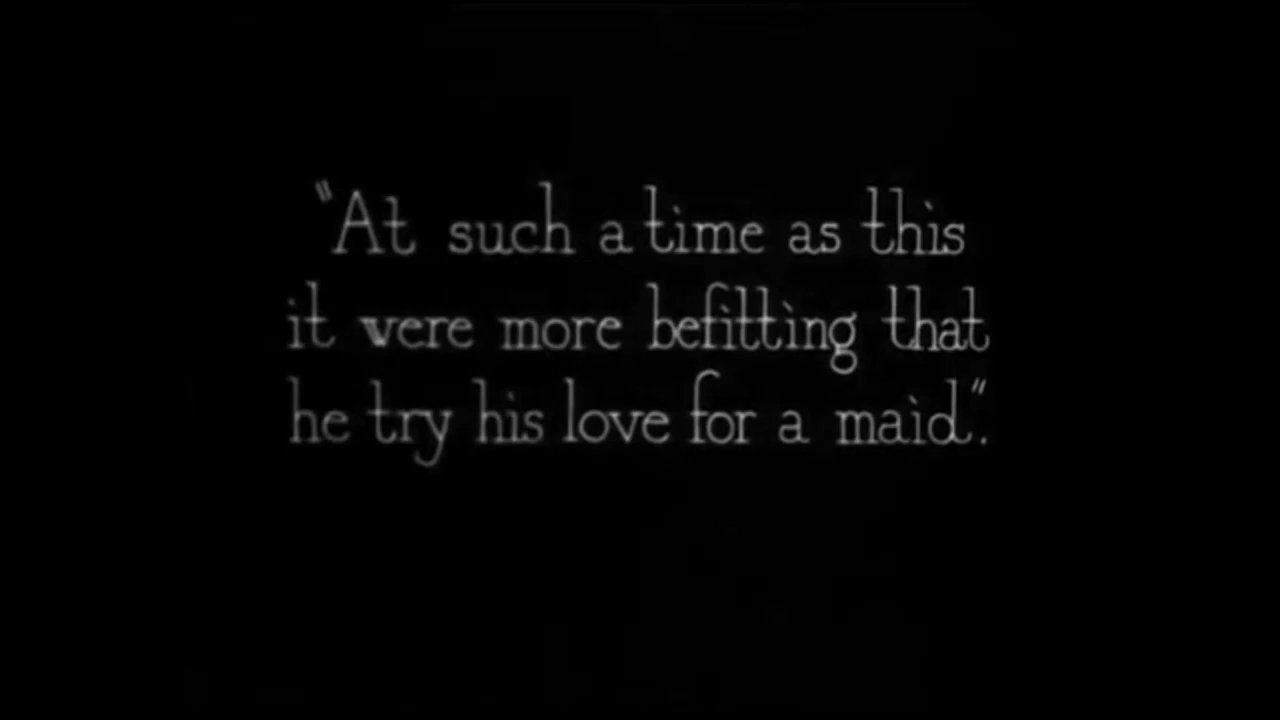 "At such a time as this
it were more befitting that
he try his love for a maid".